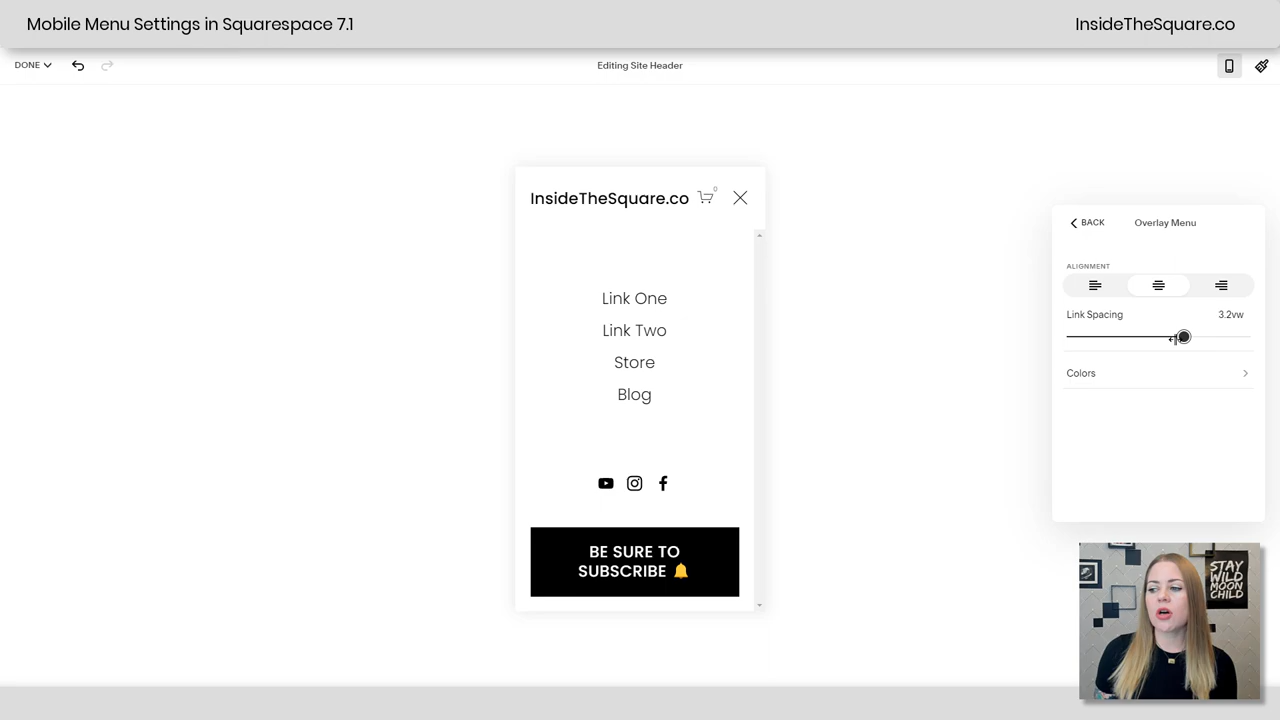 Mobile Menu Settings in Squarespace 7.1
InsideTheSquare.co
DONE
Editing Site Header
InsideTheSquare.co
0
Link One
Link Two
Store
Blog
BE SURE TO
SUBSCRIBE 🔔
BACK
Overlay Menu
ALIGNMENT
Link Spacing
3.2vw
Colors
STAY
WILD
MOON
CHILD